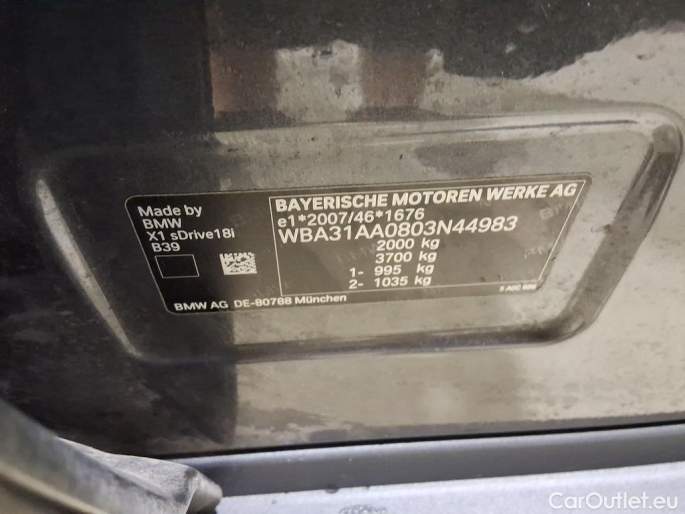 Made by
BMW
X1 sDrive18i
B39
BAYERISCHE MOTOREN WERKE AG
e1*2007/46*1676
WBA31AA0803N44983
2000 kg
3700 kg
1- 995 kg
2- 1035 kg
BMW AG DE-80788 München
CarOutlet.eu